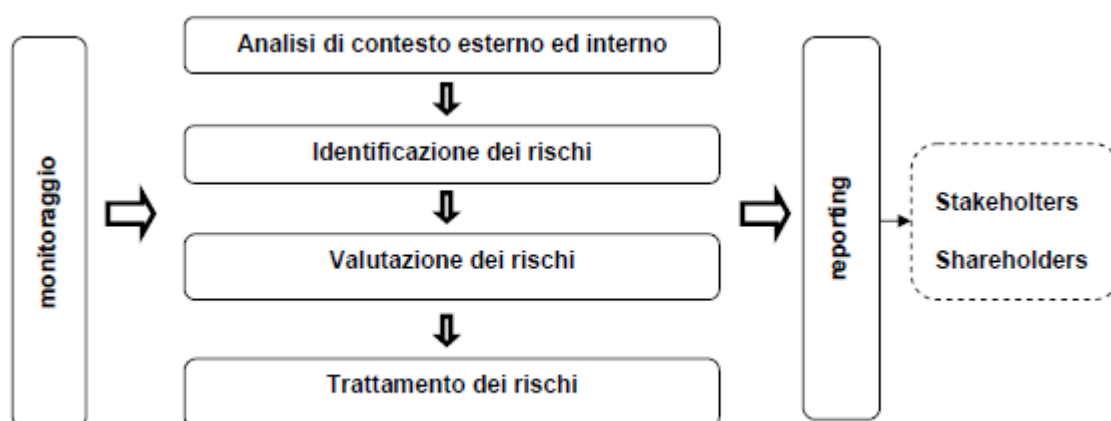 monitoraggio
Analisi di contesto esterno ed interno
Identificazione dei rischi
Valutazione dei rischi
Trattamento dei rischi
reporting
Stakeholters
Shareholders